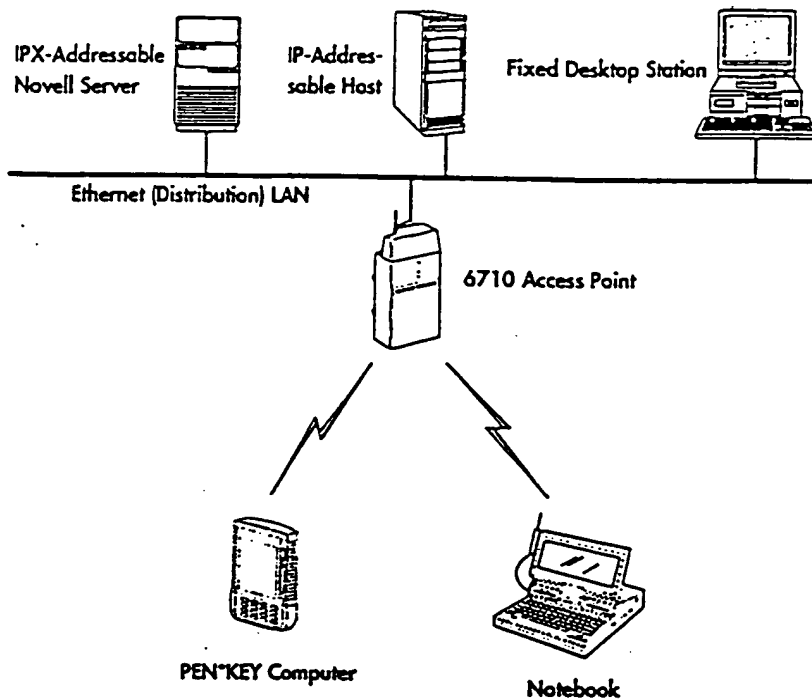 IPX-Addressable
Novell Server
IP-Addres-
sable Host
Fixed Desktop Station
Ethernet (Distribution) LAN
6710 Access Point
PEN*KEY Computer
Notebook